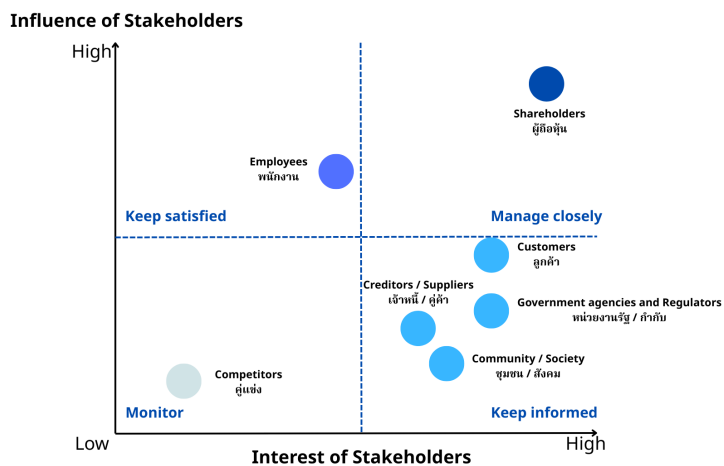 Influence of Stakeholders
High
Shareholders
ผู้ถือหุ้น
Employees
พนักงาน
Keep satisfied
Manage closely
Customers
ลูกค้า
Creditors / Suppliers
เจ้าหนี้ / คู่ค้า
Government agencies and Regulators
หน่วยงานรัฐ / กำกับ
Community / Society
ชุมชน / สังคม
Competitors
คู่แข่ง
Monitor
Keep informed
Low
High
Interest of Stakeholders